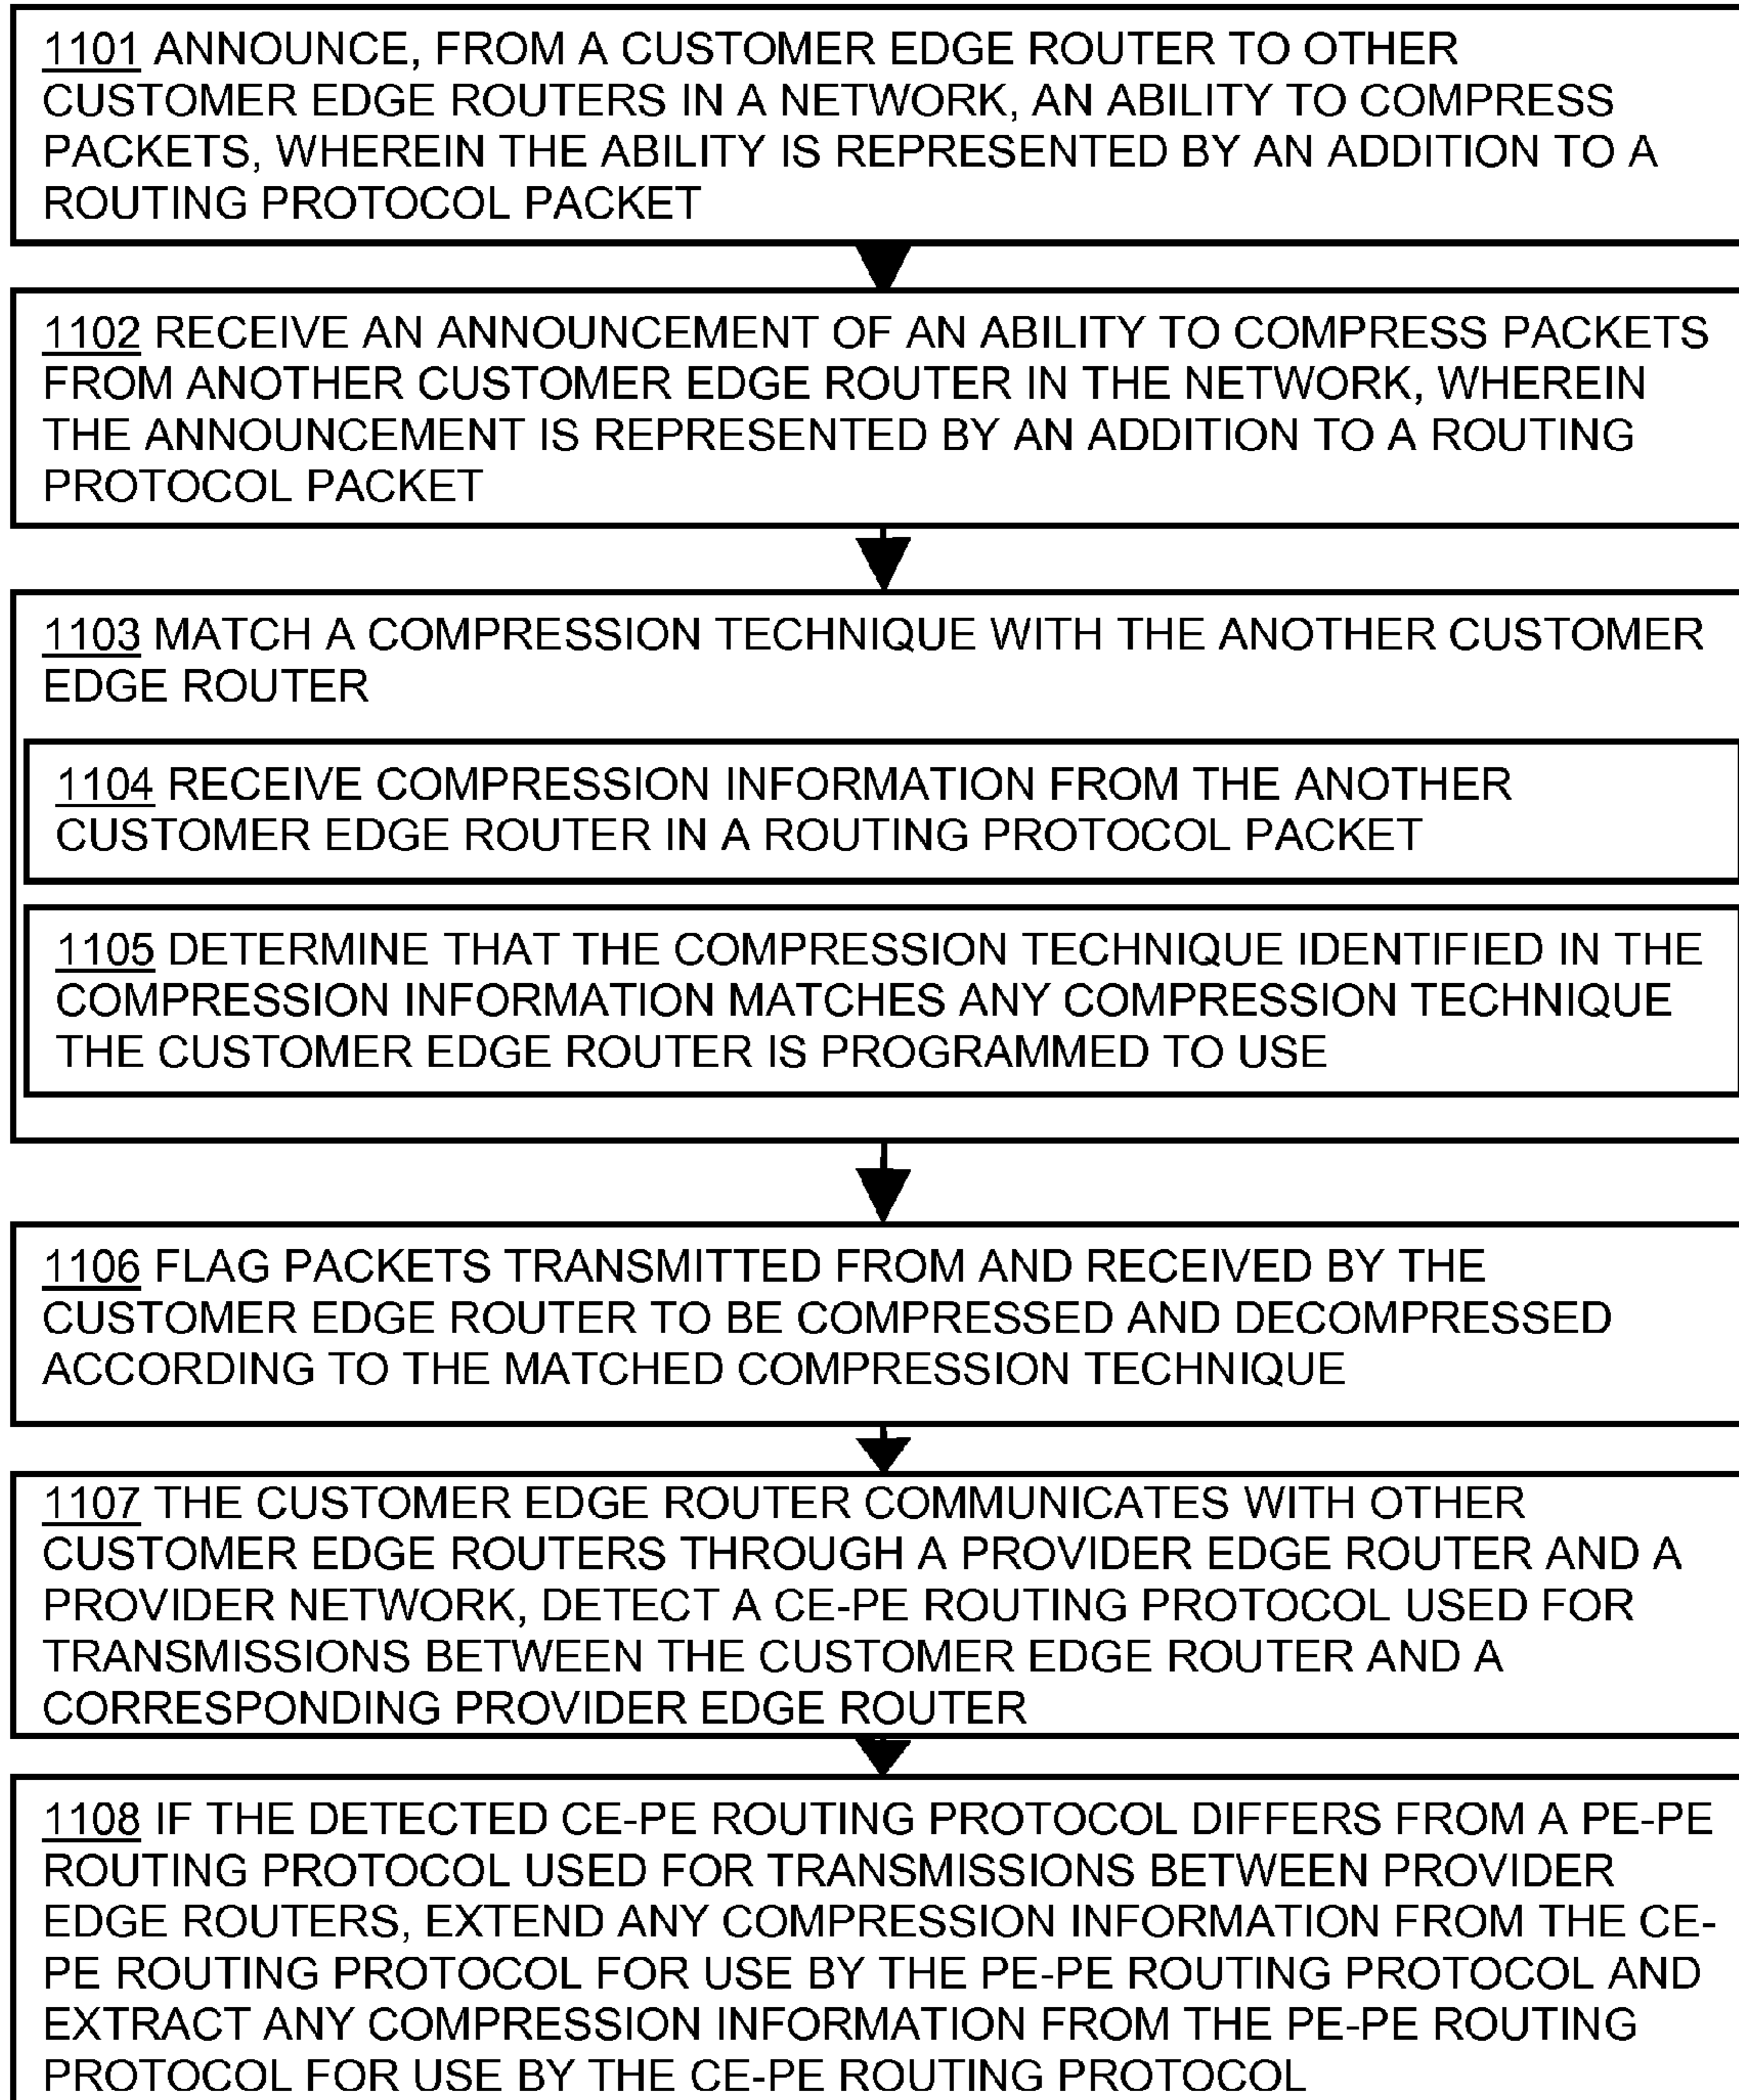 1101 ANNOUNCE, FROM A CUSTOMER EDGE ROUTER TO OTHER
CUSTOMER EDGE ROUTERS IN A NETWORK, AN ABILITY TO COMPRESS
PACKETS, WHEREIN THE ABILITY IS REPRESENTED BY AN ADDITION TO A
ROUTING PROTOCOL PACKET
1102 RECEIVE AN ANNOUNCEMENT OF AN ABILITY TO COMPRESS PACKETS
FROM ANOTHER CUSTOMER EDGE ROUTER IN THE NETWORK, WHEREIN
THE ANNOUNCEMENT IS REPRESENTED BY AN ADDITION TO A ROUTING
PROTOCOL PACKET
1103 MATCH A COMPRESSION TECHNIQUE WITH THE ANOTHER CUSTOMER
EDGE ROUTER
1104 RECEIVE COMPRESSION INFORMATION FROM THE ANOTHER
CUSTOMER EDGE ROUTER IN A ROUTING PROTOCOL PACKET
1105 DETERMINE THAT THE COMPRESSION TECHNIQUE IDENTIFIED IN THE
COMPRESSION INFORMATION MATCHES ANY COMPRESSION TECHNIQUE
THE CUSTOMER EDGE ROUTER IS PROGRAMMED TO USE
1106 FLAG PACKETS TRANSMITTED FROM AND RECEIVED BY THE
CUSTOMER EDGE ROUTER TO BE COMPRESSED AND DECOMPRESSED
ACCORDING TO THE MATCHED COMPRESSION TECHNIQUE
1107 THE CUSTOMER EDGE ROUTER COMMUNICATES WITH OTHER
CUSTOMER EDGE ROUTERS THROUGH A PROVIDER EDGE ROUTER AND A
PROVIDER NETWORK, DETECT A CE-PE ROUTING PROTOCOL USED FOR
TRANSMISSIONS BETWEEN THE CUSTOMER EDGE ROUTER AND A
CORRESPONDING PROVIDER EDGE ROUTER
1108 IF THE DETECTED CE-PE ROUTING PROTOCOL DIFFERS FROM A PE-PE
ROUTING PROTOCOL USED FOR TRANSMISSIONS BETWEEN PROVIDER
EDGE ROUTERS, EXTEND ANY COMPRESSION INFORMATION FROM THE CE-
PE ROUTING PROTOCOL FOR USE BY THE PE-PE ROUTING PROTOCOL AND
EXTRACT ANY COMPRESSION INFORMATION FROM THE PE-PE ROUTING
PROTOCOL FOR USE BY THE CE-PE ROUTING PROTOCOL